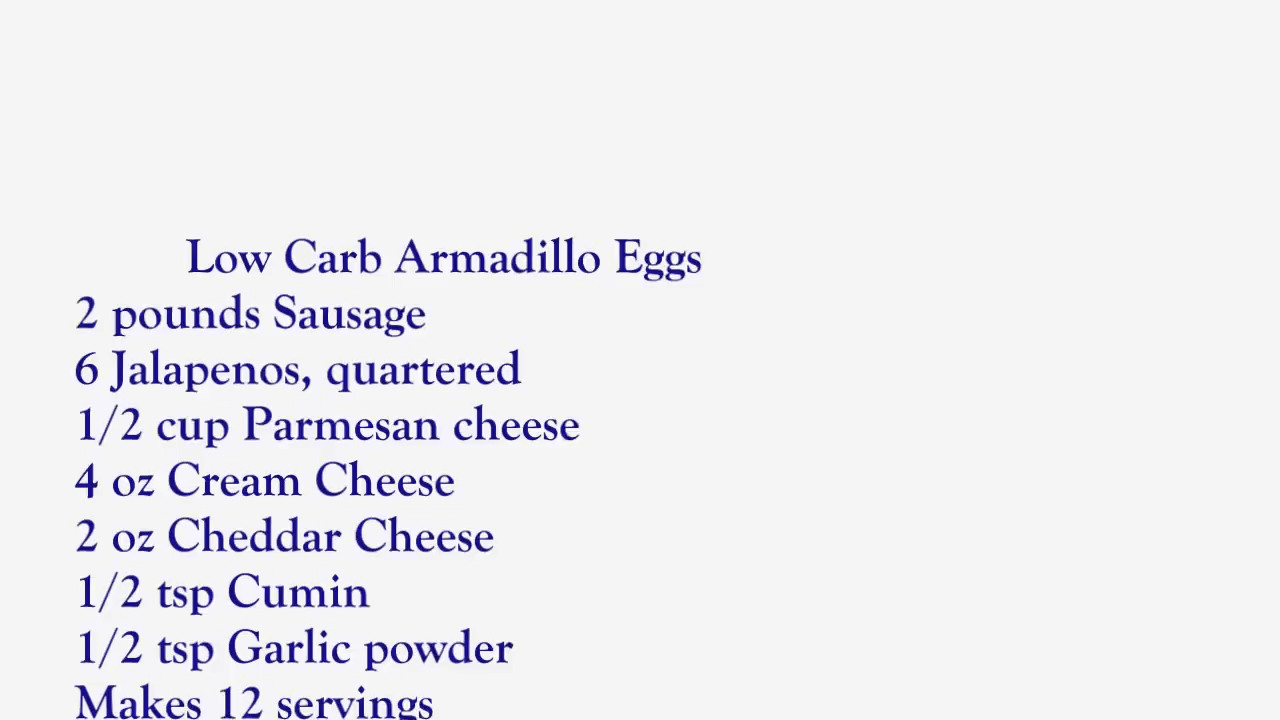 Low Carb Armadillo Eggs
2 pounds Sausage
6 Jalapenos, quartered
1/2 cup Parmesan cheese
4 oz Cream Cheese
2 oz Cheddar Cheese
1/2 tsp Cumin
1/2 tsp Garlic powder
Makes 12 servings